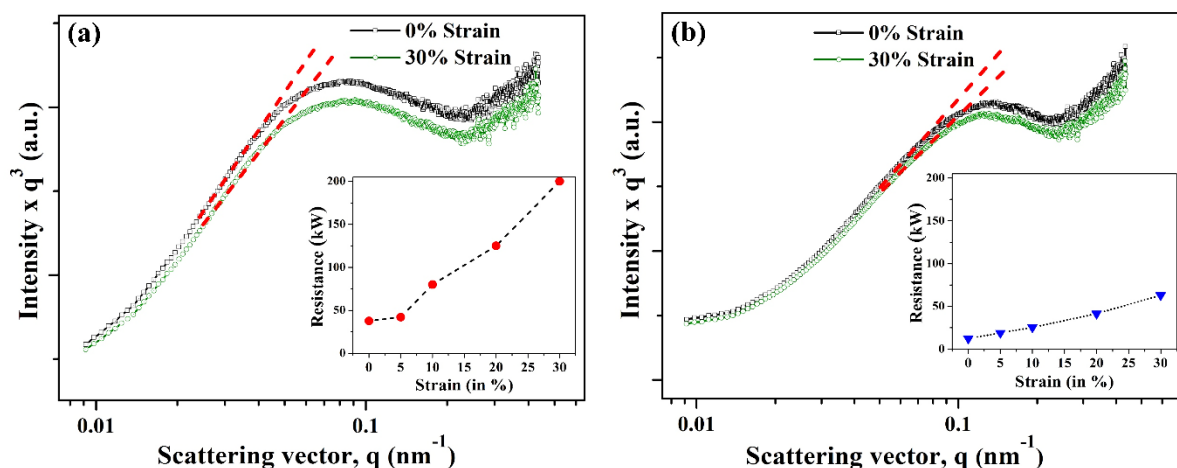 (a)
0% Strain
30% Strain
Intensity x q³ (a.u.)
Resistance (kW)
200
150
100
50
0
0 5 10 15 20 25 30
Strain (in %)
0.01 0.1
Scattering vector, q (nm⁻¹)
(b)
0% Strain
30% Strain
Intensity x q³ (a.u.)
Resistance (kW)
200
150
100
50
0
0 5 10 15 20 25 30
Strain (in %)
0.01 0.1
Scattering vector, q (nm⁻¹)